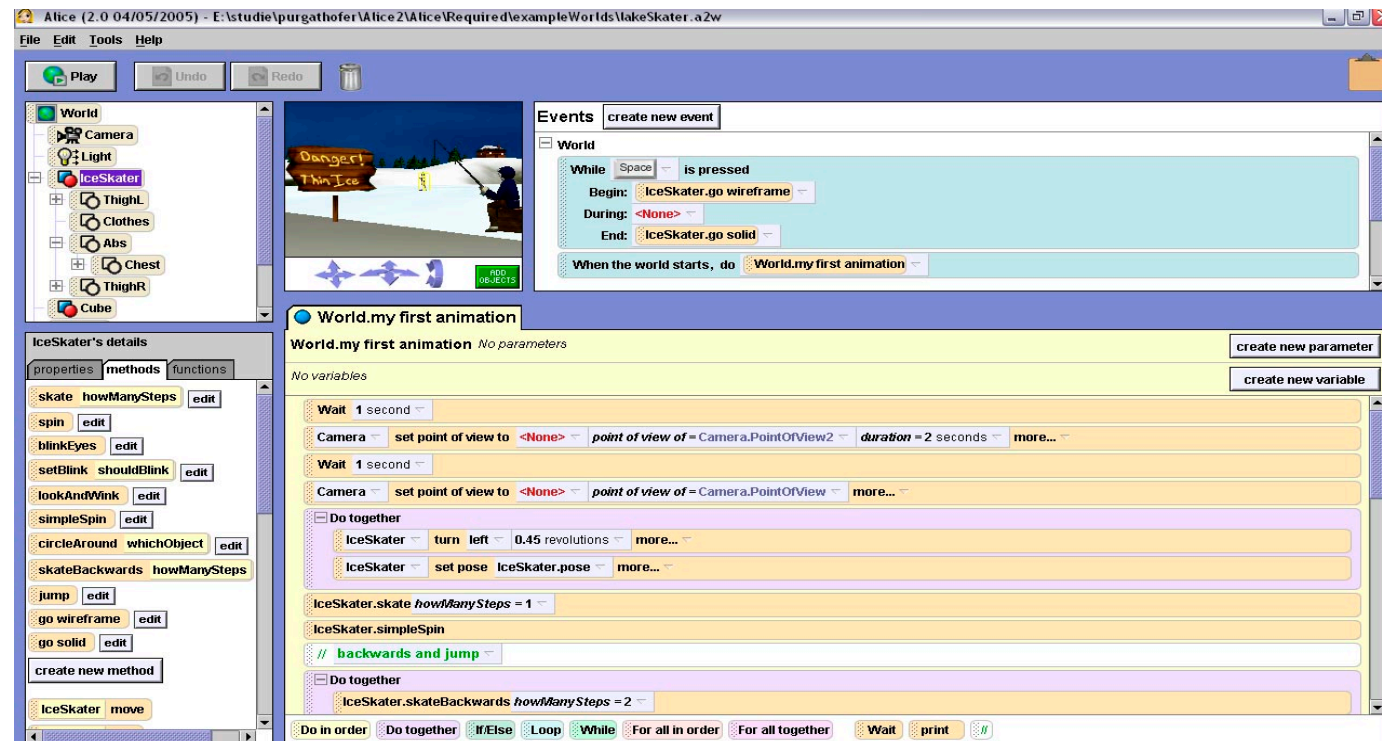 Alice (2.0 04/05/2005) - E:\studie\purgathofer\Alice2\Alice\Required\exampleWorlds\lakeSkater.a2w
File Edit Tools Help
Play Undo Redo
World
Camera
Light
IceSkater
ThighL
Clothes
Abs
Chest
ThighR
Cube
Danger!
Thin Ice
ADD
OBJECTS
Events create new event
World
While Space is pressed
Begin: IceSkater.go wireframe
During: <None>
End: IceSkater.go solid
When the world starts, do World.my first animation
IceSkater's details
properties methods functions
skate howManySteps edit
spin edit
blinkEyes edit
setBlink shouldBlink edit
lookAndWink edit
simpleSpin edit
circleAround whichObject edit
skateBackwards howManySteps
jump edit
go wireframe edit
go solid edit
create new method
IceSkater move
World.my first animation
World.my first animation No parameters
create new parameter
No variables
create new variable
Wait 1 second
Camera set point of view to <None> point of view of = Camera.PointOfView2 duration = 2 seconds more...
Wait 1 second
Camera set point of view to <None> point of view of = Camera.PointOfView more...
Do together
IceSkater turn left 0.45 revolutions more...
IceSkater set pose IceSkater.pose more...
IceSkater.skate howManySteps = 1
IceSkater.simpleSpin
// backwards and jump
Do together
IceSkater.skateBackwards howManySteps = 2
Do in order Do together If/Else Loop While For all in order For all together Wait print //